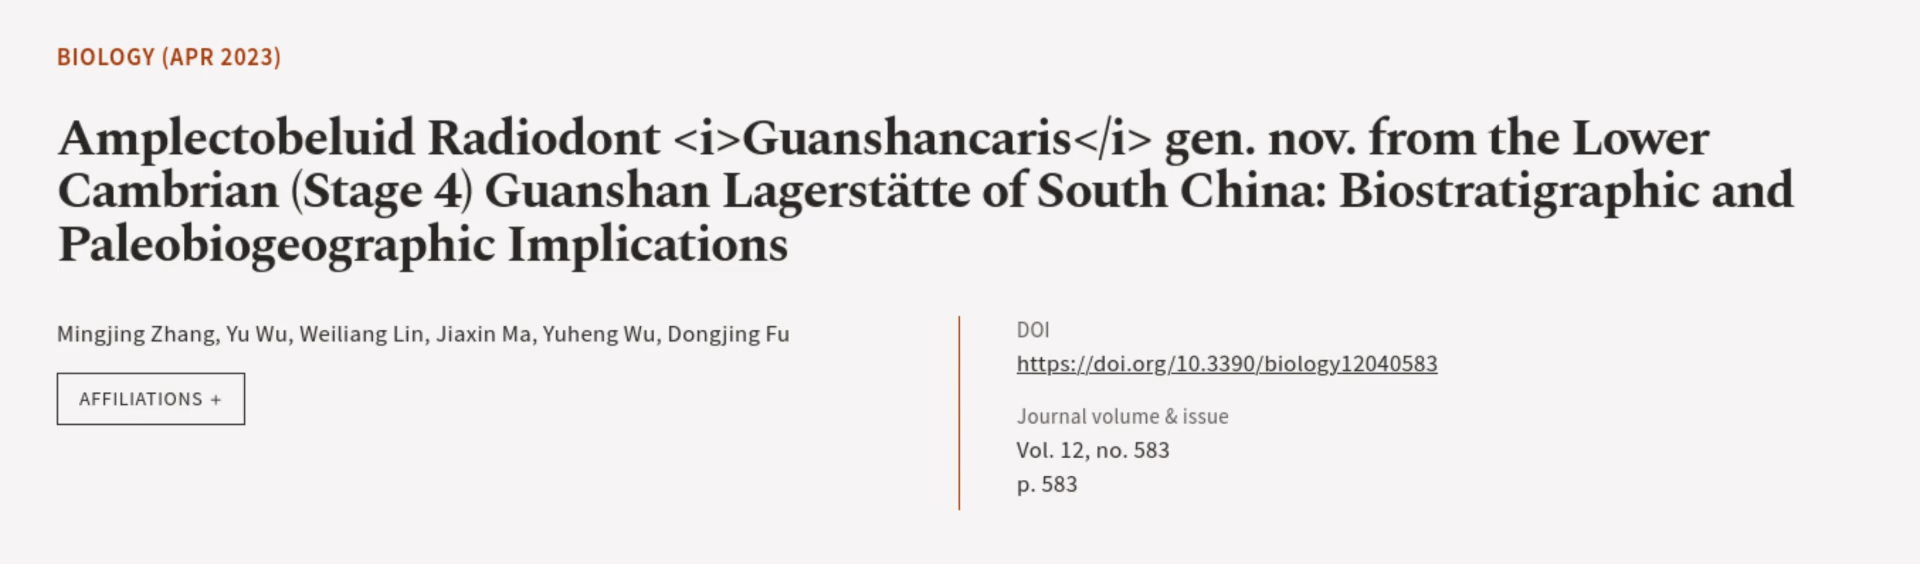 BIOLOGY (APR 2023)
Amplectobeluid Radiodont <i>Guanshancaris</i> gen. nov. from the Lower
Cambrian (Stage 4) Guanshan Lagerstätte of South China: Biostratigraphic and
Paleobiogeographic Implications
Mingjing Zhang, Yu Wu, Weiliang Lin, Jiaxin Ma, Yuheng Wu, Dongjing Fu
AFFILIATIONS +
DOI
https://doi.org/10.3390/biology12040583
Journal volume & issue
Vol. 12, no. 583
p. 583